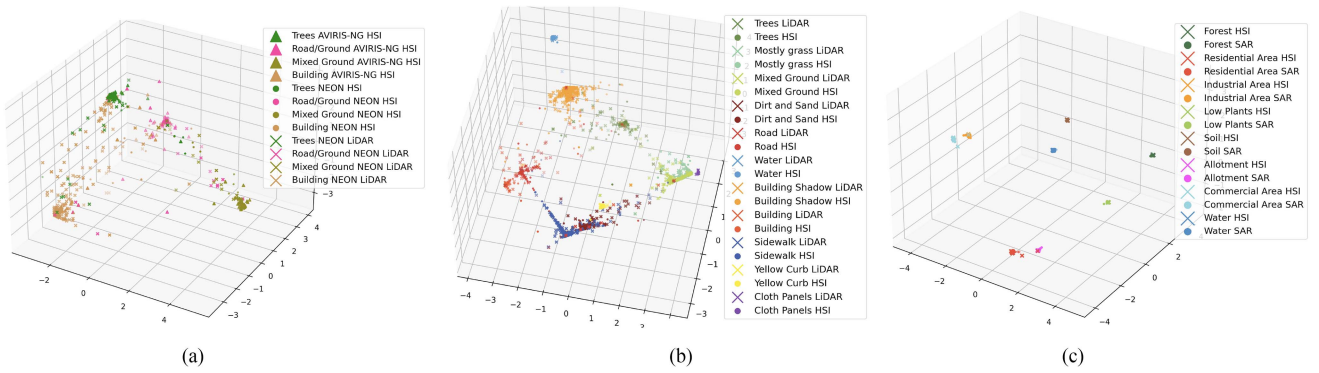 Trees AVIRIS-NG HSI
Road/Ground AVIRIS-NG HSI
Mixed Ground AVIRIS-NG HSI
Building AVIRIS-NG HSI
Trees NEON HSI
Road/Ground NEON HSI
Mixed Ground NEON HSI
Building NEON HSI
Trees NEON LiDAR
Road/Ground NEON LiDAR
Mixed Ground NEON LiDAR
Building NEON LiDAR
−2
0
2
4
−3
−2
−1
0
1
2
3
4
−3
(a)
Trees LiDAR
Trees HSI
Mostly grass LiDAR
Mostly grass HSI
Mixed Ground LiDAR
Mixed Ground HSI
Dirt and Sand LiDAR
Dirt and Sand HSI
Road LiDAR
Road HSI
Water LiDAR
Water HSI
Building Shadow LiDAR
Building Shadow HSI
Building LiDAR
Building HSI
Sidewalk LiDAR
Sidewalk HSI
Yellow Curb LiDAR
Yellow Curb HSI
Cloth Panels LiDAR
Cloth Panels HSI
−4
−3
−2
−1
0
1
2
3
−3
−2
−1
0
1
2
(b)
Forest HSI
Forest SAR
Residential Area HSI
Residential Area SAR
Industrial Area HSI
Industrial Area SAR
Low Plants HSI
Low Plants SAR
Soil HSI
Soil SAR
Allotment HSI
Allotment SAR
Commercial Area HSI
Commercial Area SAR
Water HSI
Water SAR
−4
−2
0
2
4
−4
−2
0
2
(c)